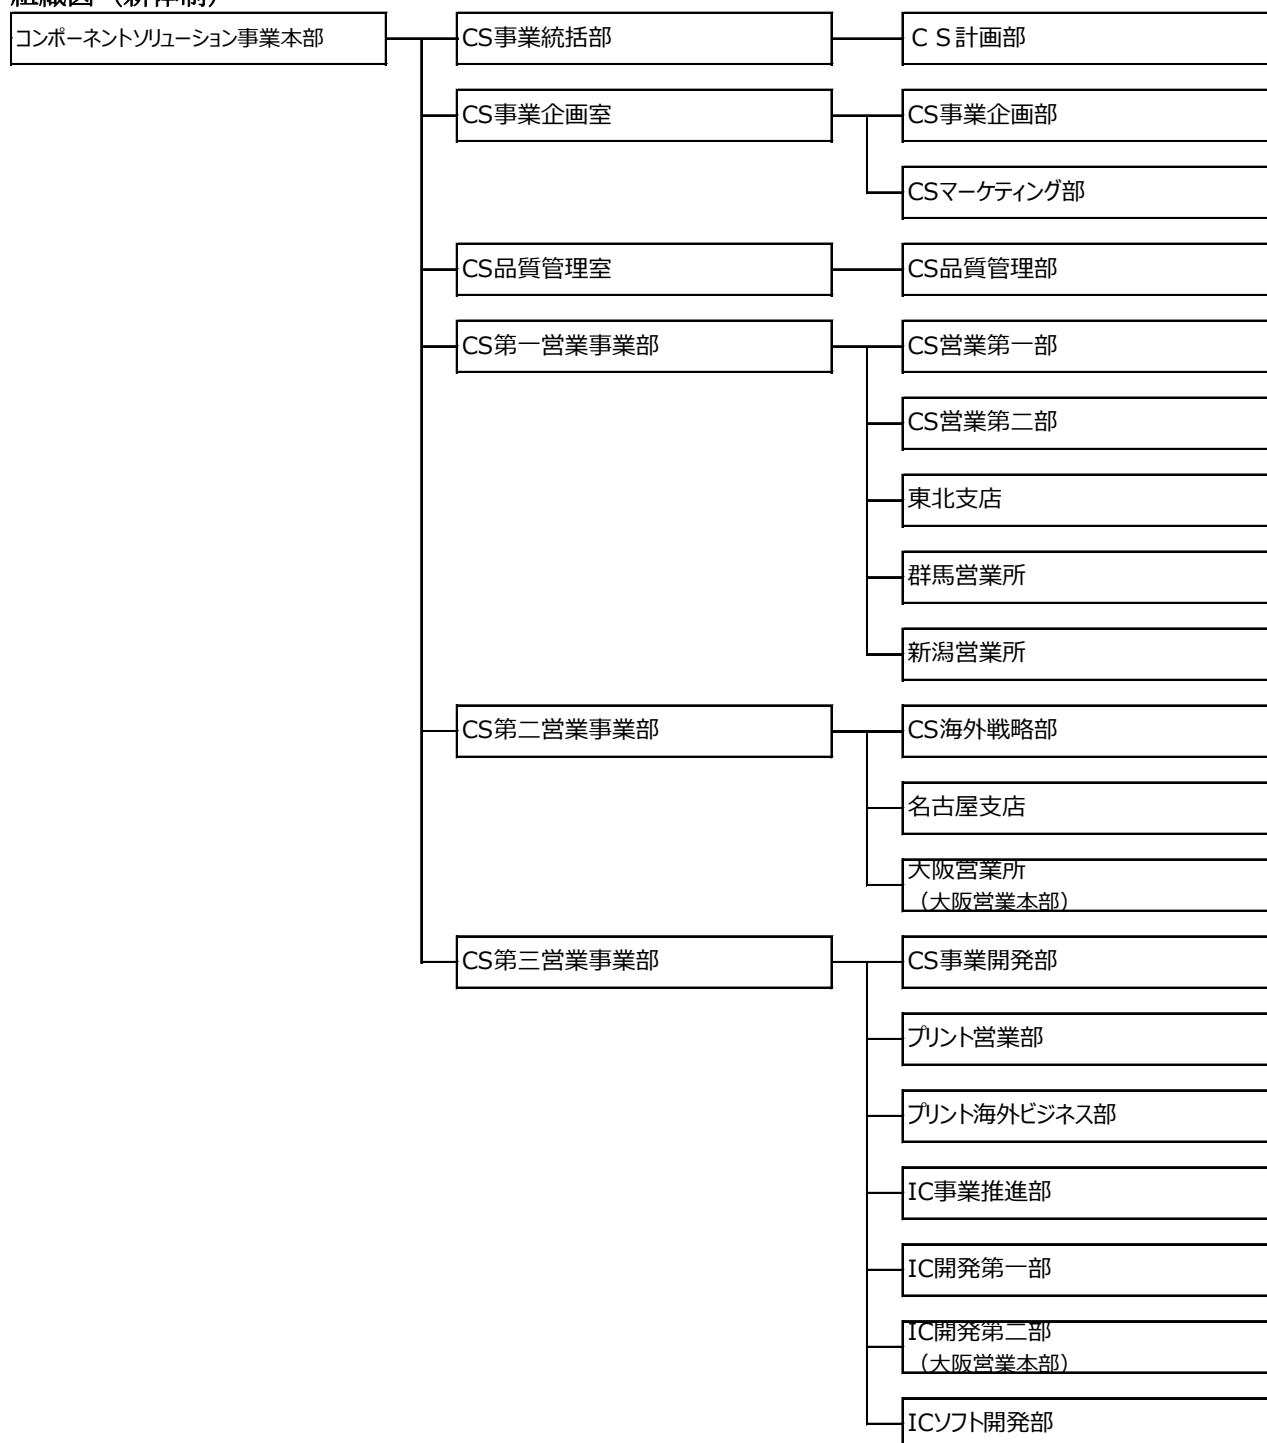 組織図（新体制）
コンポーネントソリューション事業本部
CS事業統括部
ＣＳ計画部
CS事業企画室
CS事業企画部
CSマーケティング部
CS品質管理室
CS品質管理部
CS第一営業事業部
CS営業第一部
CS営業第二部
東北支店
群馬営業所
新潟営業所
CS第二営業事業部
CS海外戦略部
名古屋支店
大阪営業所
（大阪営業本部）
CS第三営業事業部
CS事業開発部
プリント営業部
プリント海外ビジネス部
IC事業推進部
IC開発第一部
IC開発第二部
（大阪営業本部）
ICソフト開発部